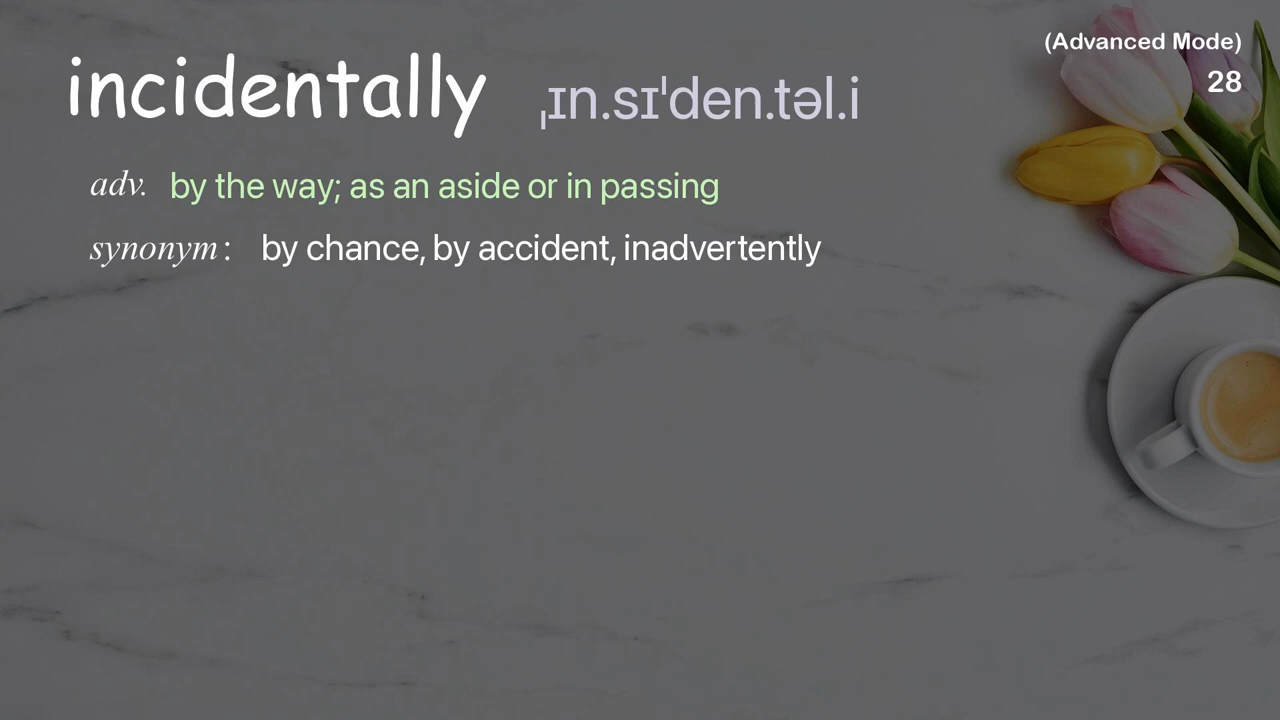 (Advanced Mode)
28
incidentally ˌɪn.sɪˈden.təl.i
adv. by the way; as an aside or in passing
synonym : by chance, by accident, inadvertently